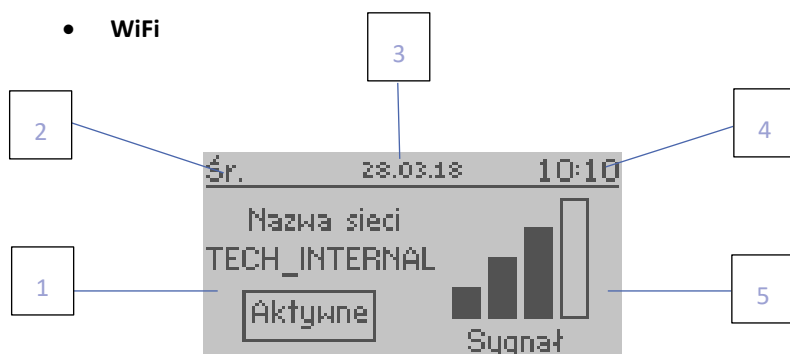 • WiFi
3
2
4
Śr. 28.03.18 10:10
Nazwa sieci
TECH_INTERNAL
1
5
Aktywne
Sygnał